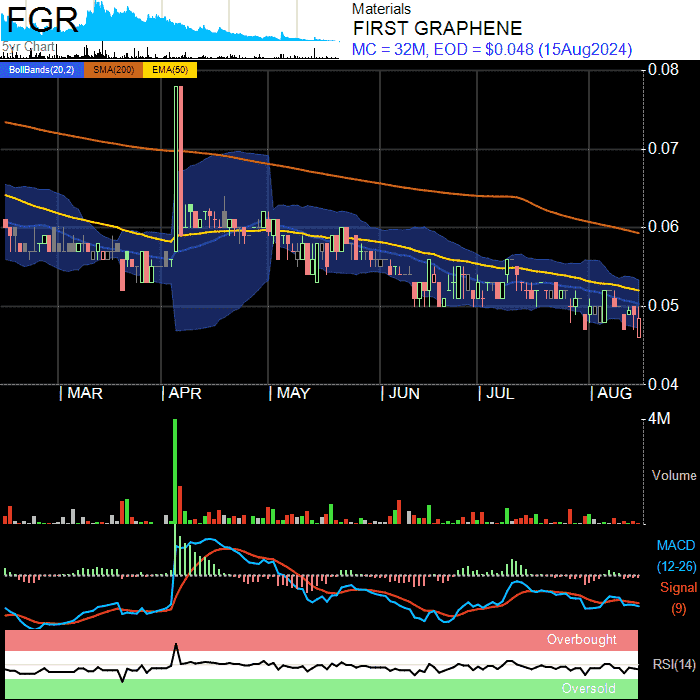 FGR
5yr Chart
Materials
FIRST GRAPHENE
MC = 32M, EOD = $0.048 (15Aug2024)
BollBands(20,2) SMA(200) EMA(50)
0.08
0.07
0.06
0.05
0.04
| MAR | APR | MAY | JUN | JUL | AUG
4M
Volume
MACD
(12-26)
Signal
(9)
Overbought
RSI(14)
Oversold